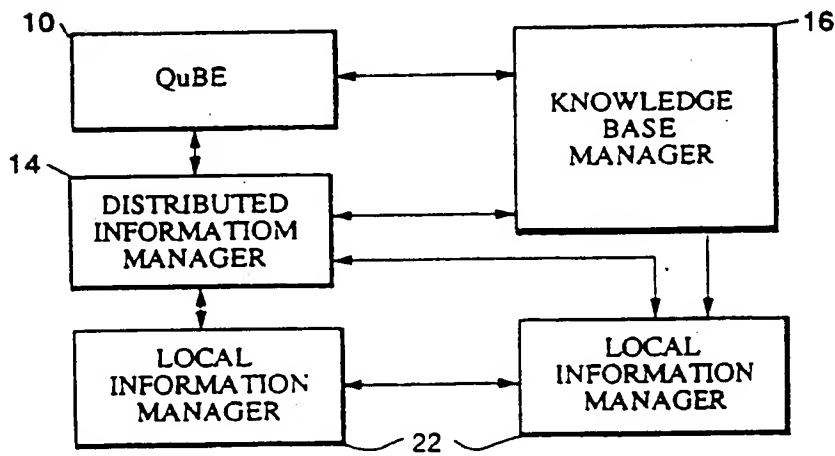 10
16
QuBE
KNOWLEDGE
BASE
MANAGER
14
DISTRIBUTED
INFORMATIOM
MANAGER
LOCAL
INFORMATION
MANAGER
LOCAL
INFORMATION
MANAGER
22